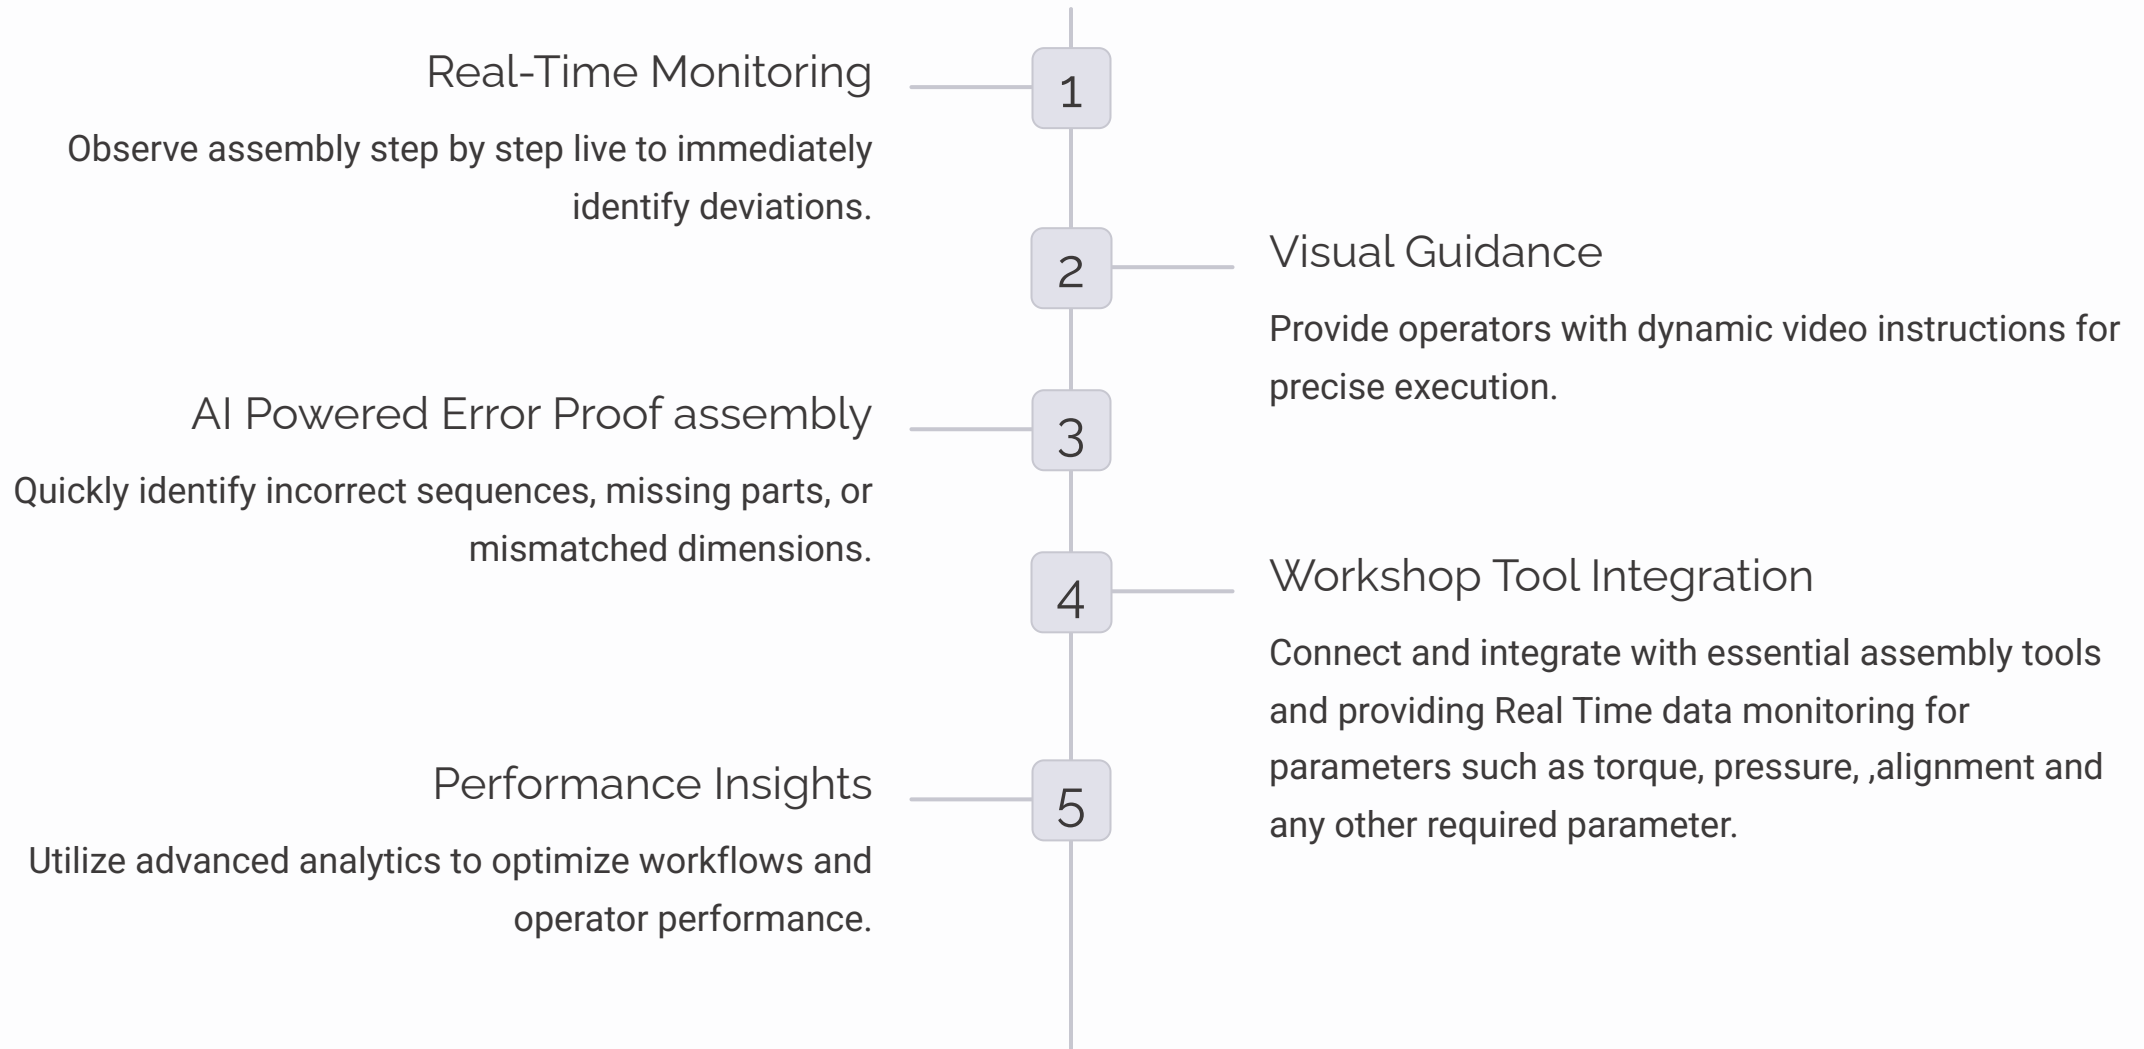 Real-Time Monitoring
1
Observe assembly step by step live to immediately
identify deviations.
2
Visual Guidance
Provide operators with dynamic video instructions for
precise execution.
AI Powered Error Proof assembly
3
Quickly identify incorrect sequences, missing parts, or
mismatched dimensions.
4
Workshop Tool Integration
Connect and integrate with essential assembly tools
and providing Real Time data monitoring for
parameters such as torque, pressure, ,alignment and
any other required parameter.
Performance Insights
5
Utilize advanced analytics to optimize workflows and
operator performance.